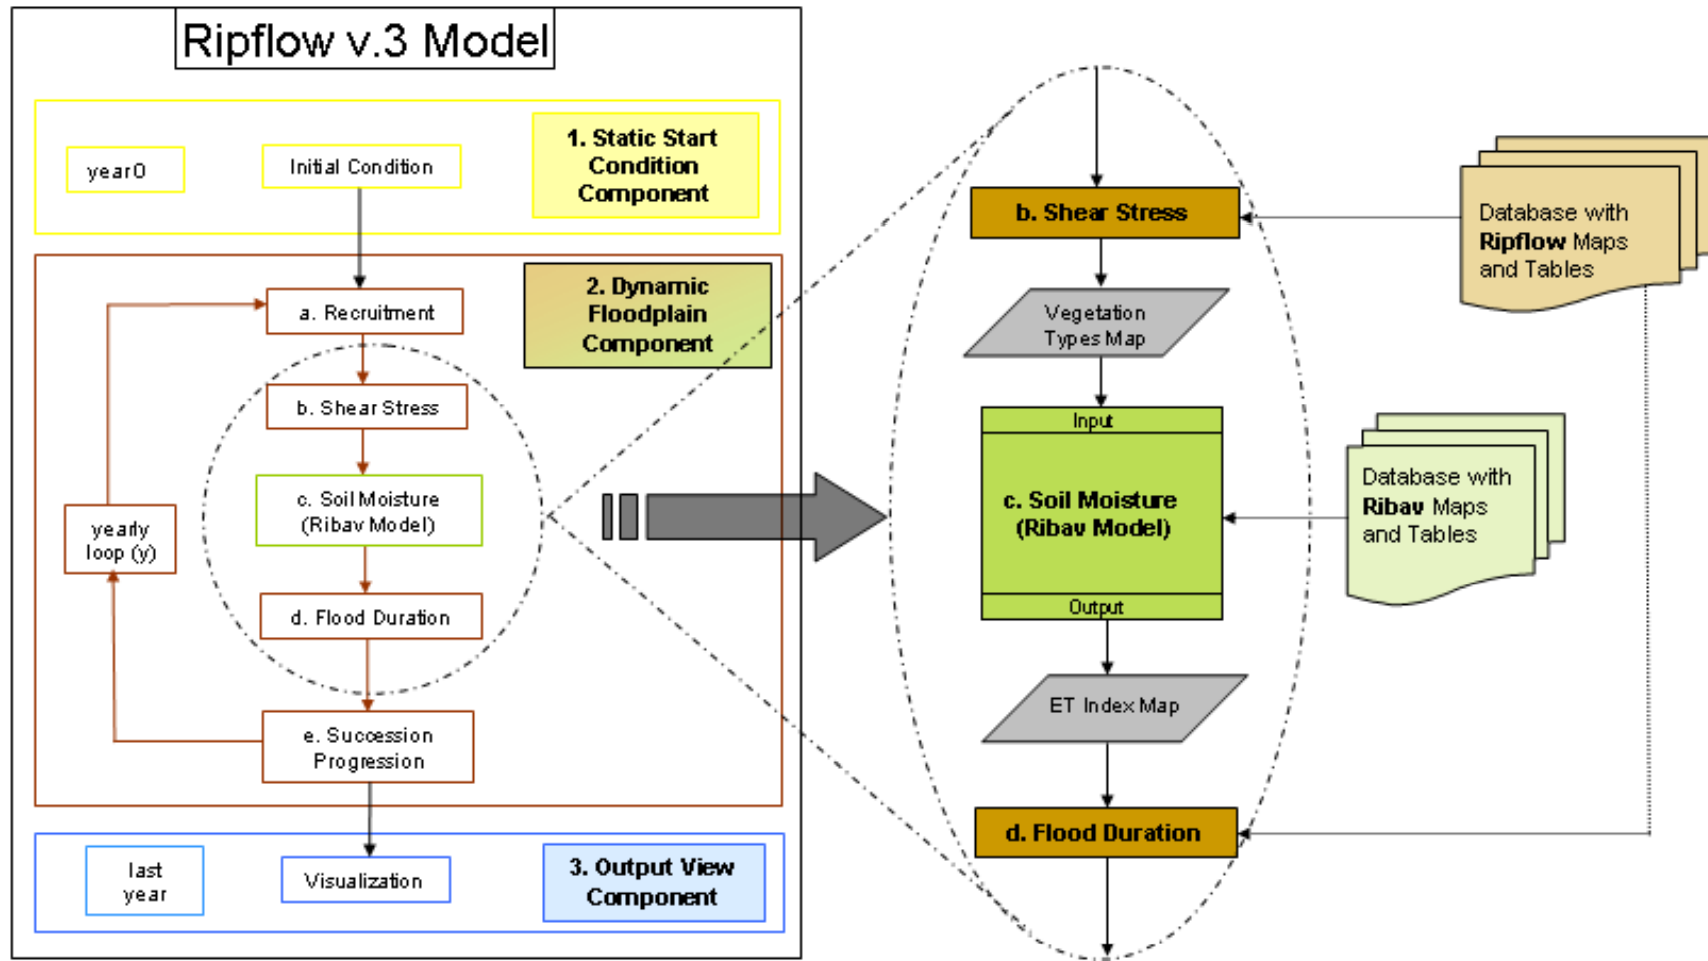 Ripflow v.3 Model
1. Static Start
Condition
Component
year 0
Initial Condition
2. Dynamic
Floodplain
Component
a. Recruitment
b. Shear Stress
c. Soil Moisture
(Ribav Model)
yearly
loop (y)
d. Flood Duration
e. Succession
Progression
last
year
Visualization
3. Output View
Component
b. Shear Stress
Database with
Ripflow Maps
and Tables
Vegetation
Types Map
Input
c. Soil Moisture
(Ribav Model)
Output
Database with
Ribav Maps
and Tables
ET Index Map
d. Flood Duration